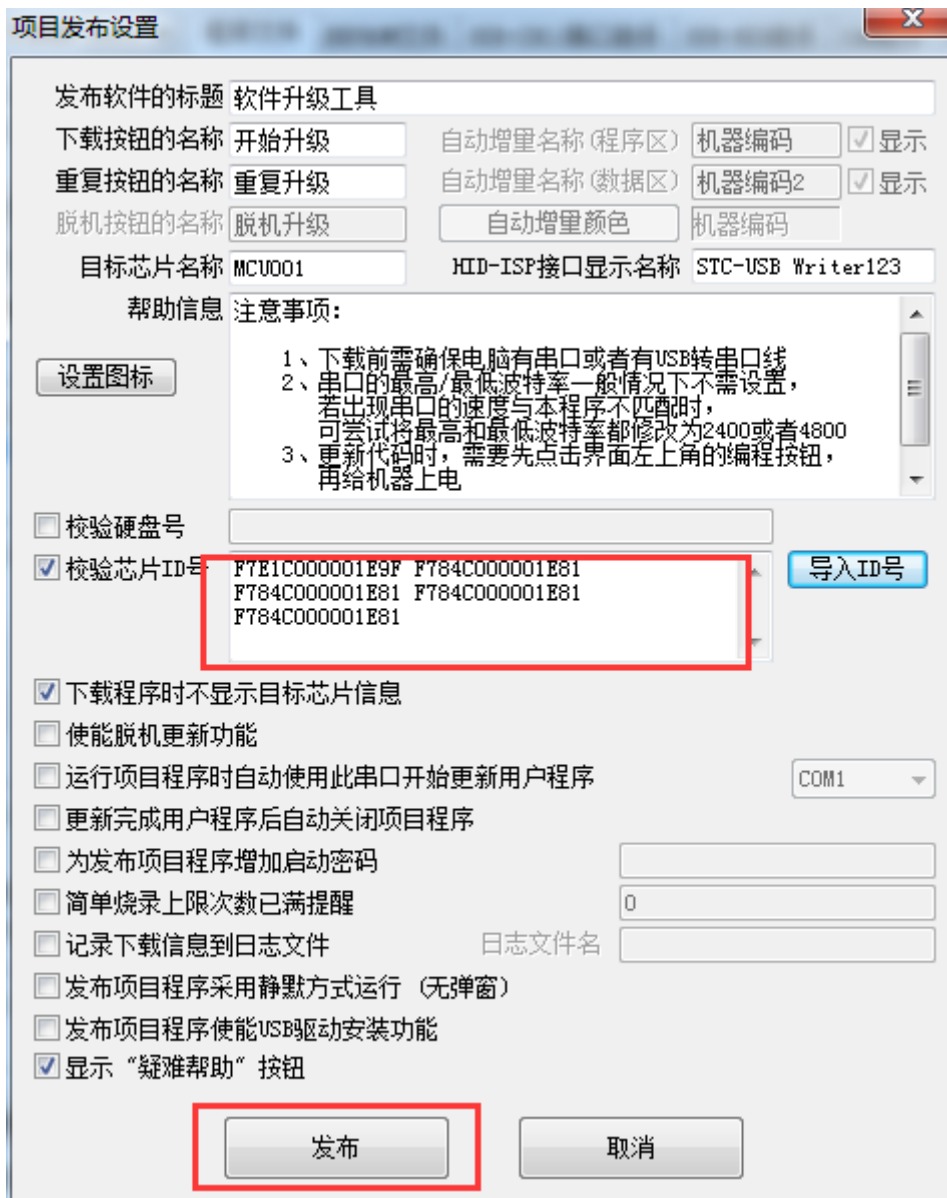 项目发布设置
发布软件的标题 软件升级工具
下载按钮的名称 开始升级 自动增量名称(程序区) 机器编码 显示
重复按钮的名称 重复升级 自动增量名称(数据区) 机器编码2 显示
脱机按钮的名称 脱机升级 自动增量颜色 机器编码
目标芯片名称 MCU001 HID-ISP接口显示名称 STC-USB Writer123
帮助信息 注意事项:
1、下载前需确保电脑有串口或者有USB转串口线
设置图标
2、串口的最高/最低波特率一般情况下不需设置,
若出现串口的速度与本程序不匹配时,
可尝试将最高和最低波特率都修改为2400或者4800
3、更新代码时,需要先点击界面左上角的编程按钮,
再给机器上电
校验硬盘号
校验芯片ID号 F7E1C000001E9F F784C000001E81 导入ID号
F784C000001E81 F784C000001E81
F784C000001E81
下载程序时不显示目标芯片信息
使能脱机更新功能
运行项目程序时自动使用此串口开始更新用户程序 COM1
更新完成用户程序后自动关闭项目程序
为发布项目程序增加启动密码
简单烧录上限次数已满提醒 0
记录下载信息到日志文件 日志文件名
发布项目程序采用静默方式运行 (无弹窗)
发布项目程序使能USB驱动安装功能
显示 "疑难帮助" 按钮
发布 取消